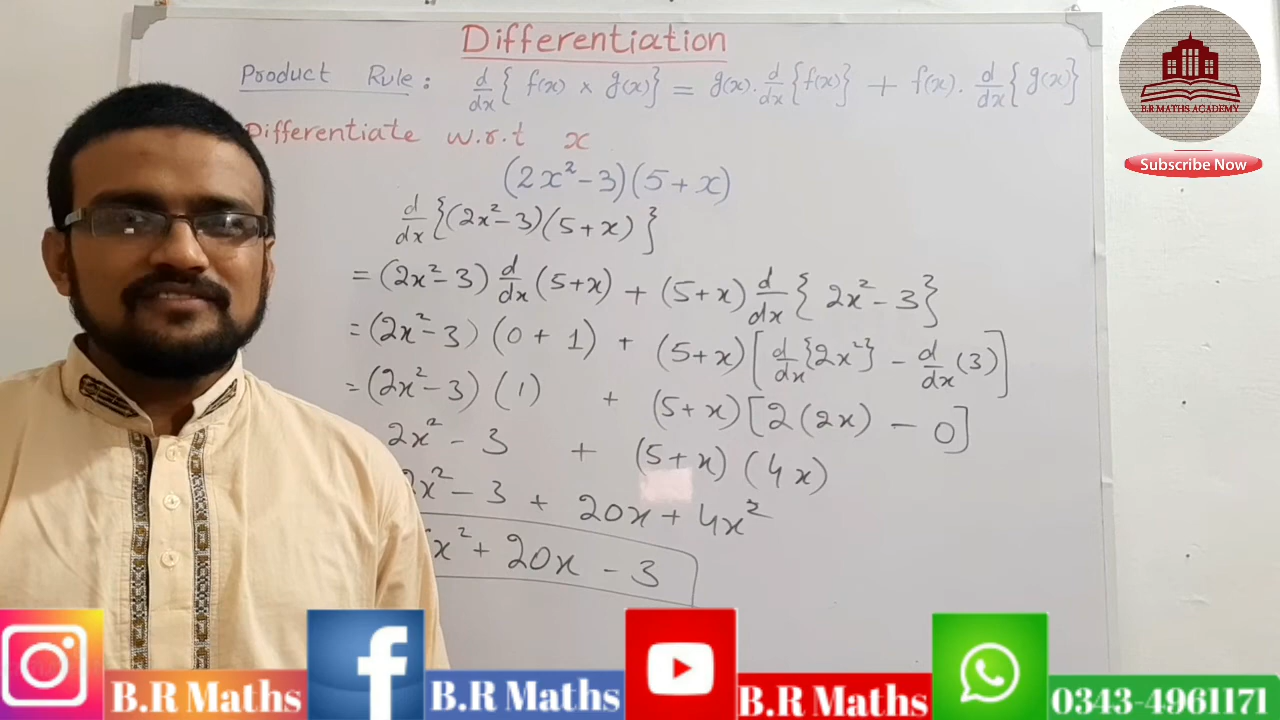 Differentiation
Product Rule: d/dx{ f(x) × g(x)} = g(x). d/dx{f(x)} + f(x). d/dx{g(x)}
B.R MATHS ACADEMY
Subscribe Now
Differentiate w.r.t x
(2x²-3)(5+x)
d/dx{(2x²-3)(5+x)}
= (2x²-3) d/dx(5+x) + (5+x) d/dx{ 2x²-3}
= (2x²-3) (0+1) + (5+x)[d/dx{2x²} - d/dx(3)]
= (2x²-3) (1) + (5+x)[2(2x) - 0]
2x²-3 + (5+x) (4x)
2x²-3 + 20x + 4x²
x² + 20x - 3
B.R Maths
B.R Maths
B.R Maths
0343-4961171